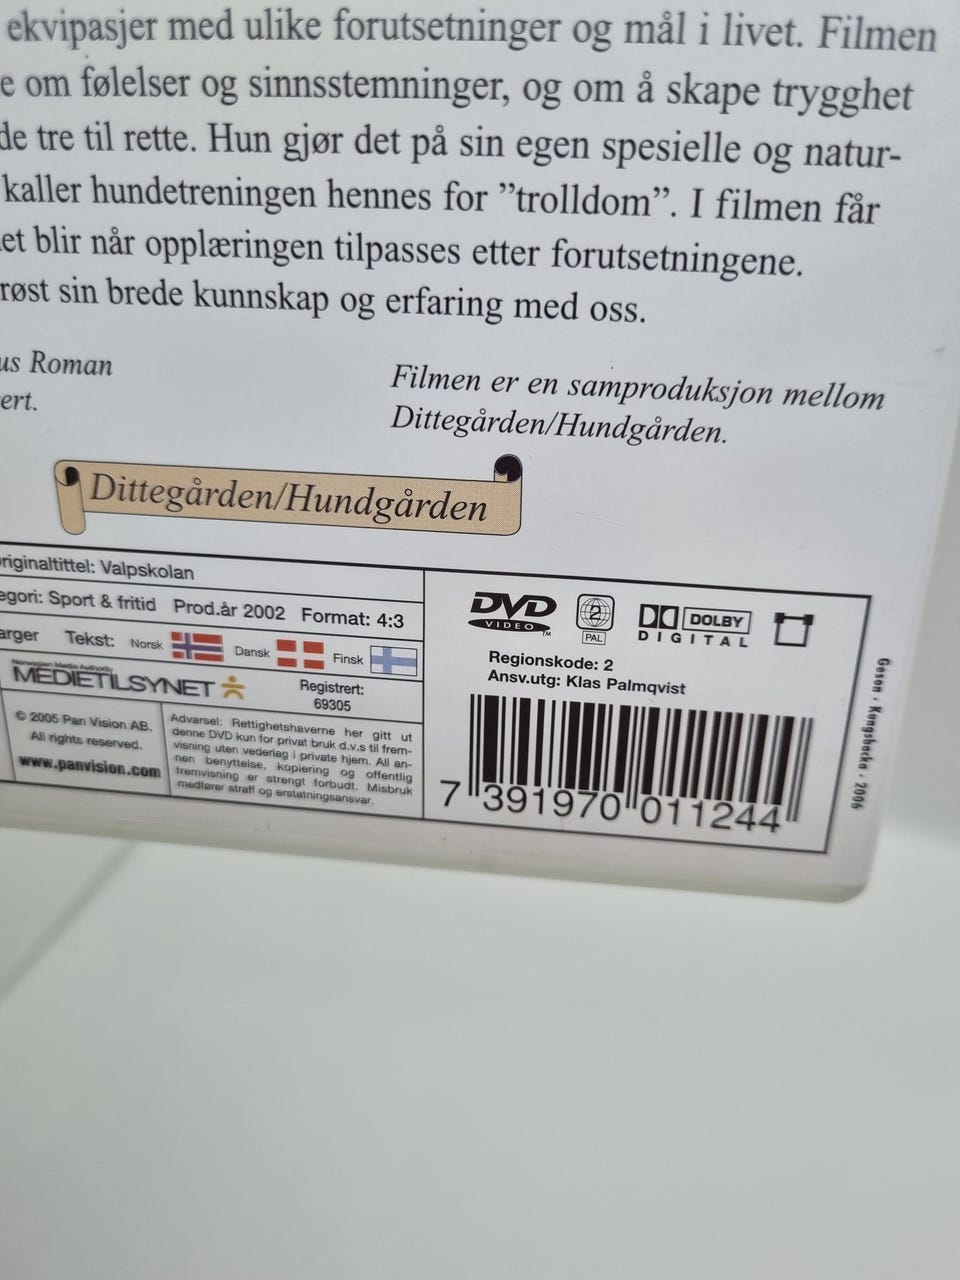 ekvipasjer med ulike forutsetninger og mål i livet. Filmen
e om følelser og sinnsstemninger, og om å skape trygghet
de tre til rette. Hun gjør det på sin egen spesielle og natur-
kaller hundetreningen hennes for ”trolldom”. I filmen får
et blir når opplæringen tilpasses etter forutsetningene.
røst sin brede kunnskap og erfaring med oss.
us Roman
ert.
Filmen er en samproduksjon mellom
Dittegården/Hundgården.
Dittegården/Hundgården
riginaltittel: Valpskolan
egori: Sport & fritid Prod.år 2002 Format: 4:3
arger Tekst: Norsk Dansk Finsk
Norwegian Media Authority
MEDIETILSYNET
Registrert:
69305
© 2005 Pan Vision AB.
All rights reserved.
www.panvision.com
Advarsel: Rettighetshaverne her gitt ut
denne DVD kun for privat bruk d.v.s til frem-
visning uten vederlag i private hjem. All an-
nen benyttelse, kopiering og offentlig
fremvisning er strengt forbudt. Misbruk
medfører straff og erstatningsansvar.
DVD
VIDEO TM
2
PAL
DOLBY
DIGITAL
Regionskode: 2
Ansv.utg: Klas Palmqvist
7 391970 011244
Geson - Kungsbacka - 2006